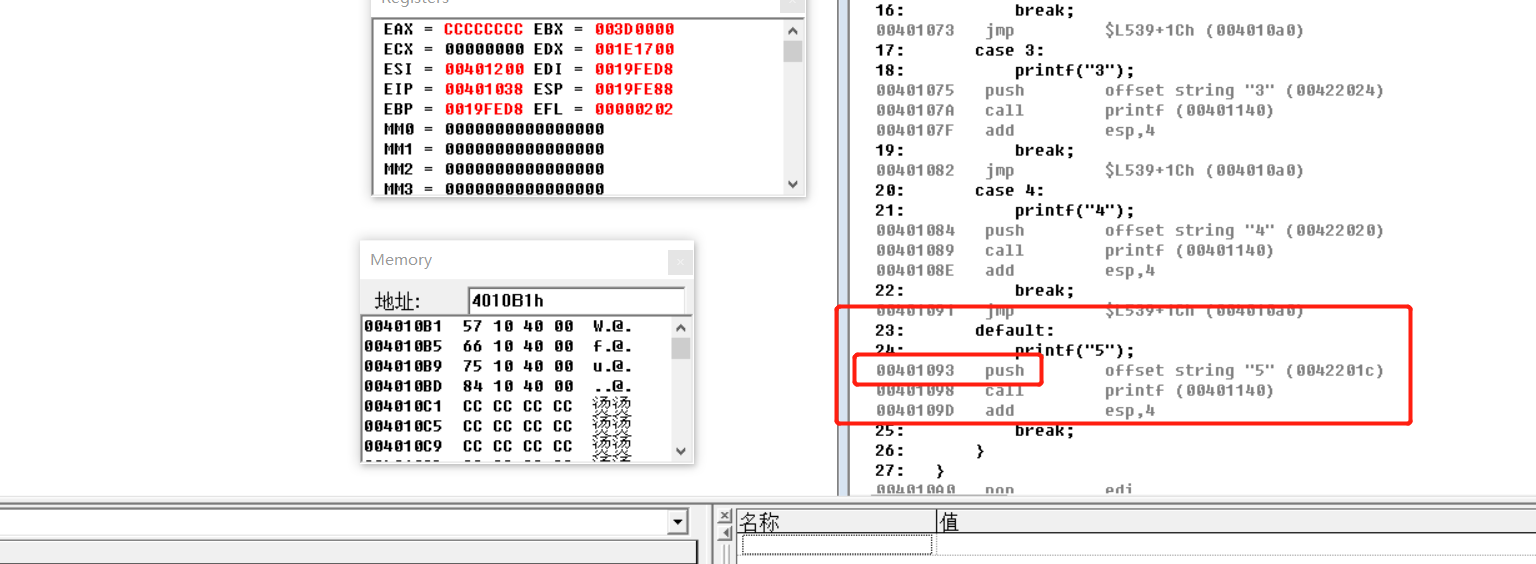 Registers
EAX = CCCCCCCC EBX = 003D0000
ECX = 00000000 EDX = 001E1700
ESI = 00401200 EDI = 0019FED8
EIP = 00401038 ESP = 0019FE88
EBP = 0019FED8 EFL = 00000202
MM0 = 0000000000000000
MM1 = 0000000000000000
MM2 = 0000000000000000
MM3 = 0000000000000000
Memory
地址: 4010B1h
004010B1 57 10 40 00 W.@.
004010B5 66 10 40 00 f.@.
004010B9 75 10 40 00 u.@.
004010BD 84 10 40 00 ..@.
004010C1 CC CC CC CC 烫烫
004010C5 CC CC CC CC 烫烫
004010C9 CC CC CC CC 烫烫
16: break;
00401073 jmp $L539+1Ch (004010a0)
17: case 3:
18: printf("3");
00401075 push offset string "3" (00422024)
0040107A call printf (00401140)
0040107F add esp,4
19: break;
00401082 jmp $L539+1Ch (004010a0)
20: case 4:
21: printf("4");
00401084 push offset string "4" (00422020)
00401089 call printf (00401140)
0040108E add esp,4
22: break;
00401091 jmp $L539+1Ch (004010a0)
23: default:
24: printf("5");
00401093 push offset string "5" (0042201c)
00401098 call printf (00401140)
0040109D add esp,4
25: break;
26: }
27: }
004010A0 pop edi
名称 值